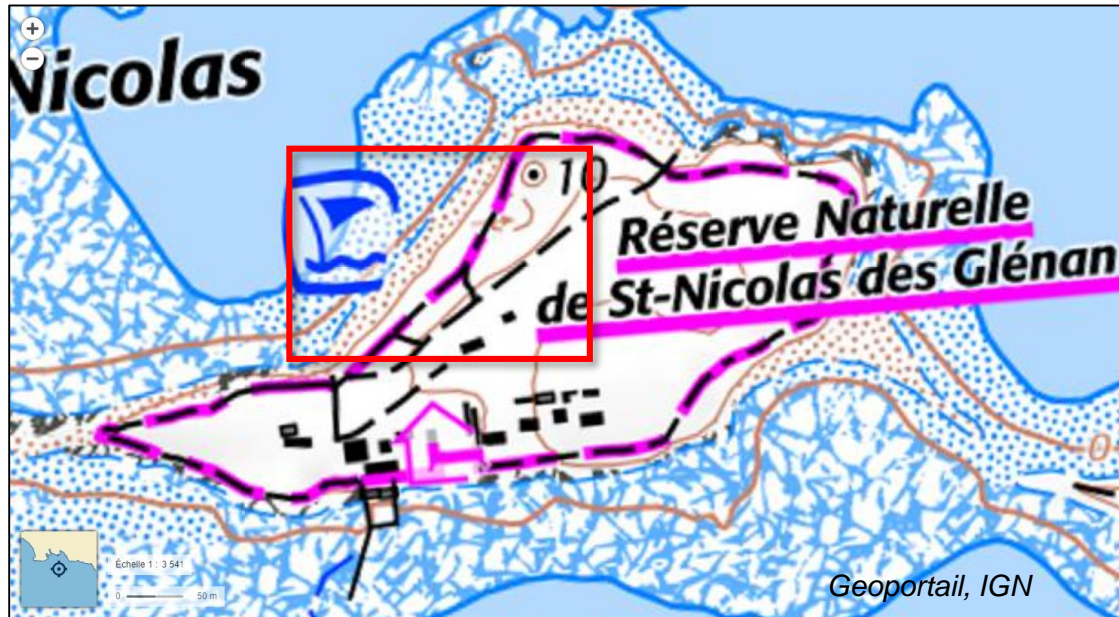 +
−
Nicolas
10
Réserve Naturelle
de St-Nicolas des Glénan
0
Échelle 1 : 3 541
0 50 m
Geoportail, IGN